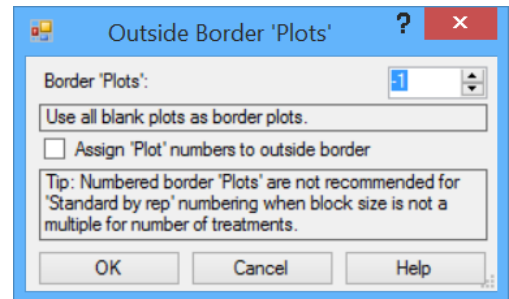 Outside Border 'Plots'
? ×
Border 'Plots': -1
Use all blank plots as border plots.
Assign 'Plot' numbers to outside border
Tip: Numbered border 'Plots' are not recommended for
'Standard by rep' numbering when block size is not a
multiple for number of treatments.
OK Cancel Help